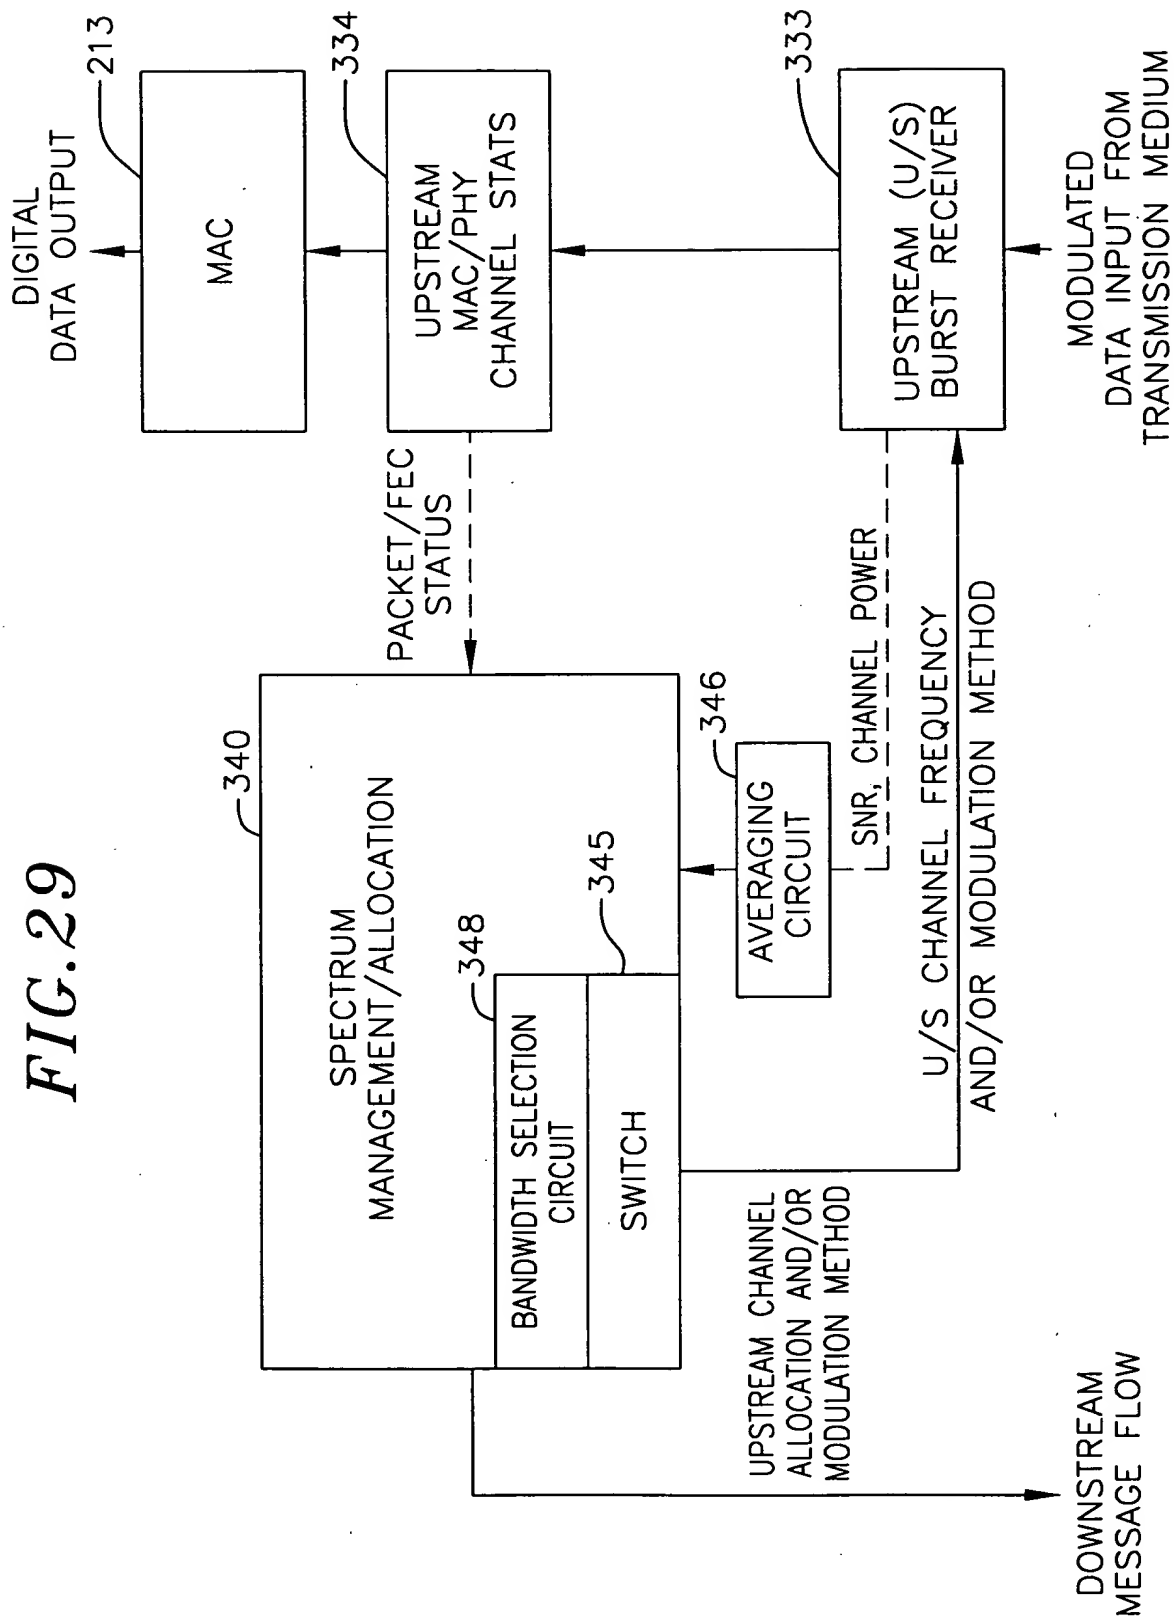 FIG.29
DIGITAL
DATA OUTPUT
213
MAC
334
UPSTREAM
MAC/PHY
CHANNEL STATS
333
UPSTREAM (U/S)
BURST RECEIVER
MODULATED
DATA INPUT FROM
TRANSMISSION MEDIUM
PACKET/FEC
STATUS
340
SPECTRUM
MANAGEMENT/ALLOCATION
348
BANDWIDTH SELECTION
CIRCUIT
345
SWITCH
346
AVERAGING
CIRCUIT
SNR, CHANNEL POWER
U/S CHANNEL FREQUENCY
AND/OR MODULATION METHOD
UPSTREAM CHANNEL
ALLOCATION AND/OR
MODULATION METHOD
DOWNSTREAM
MESSAGE FLOW